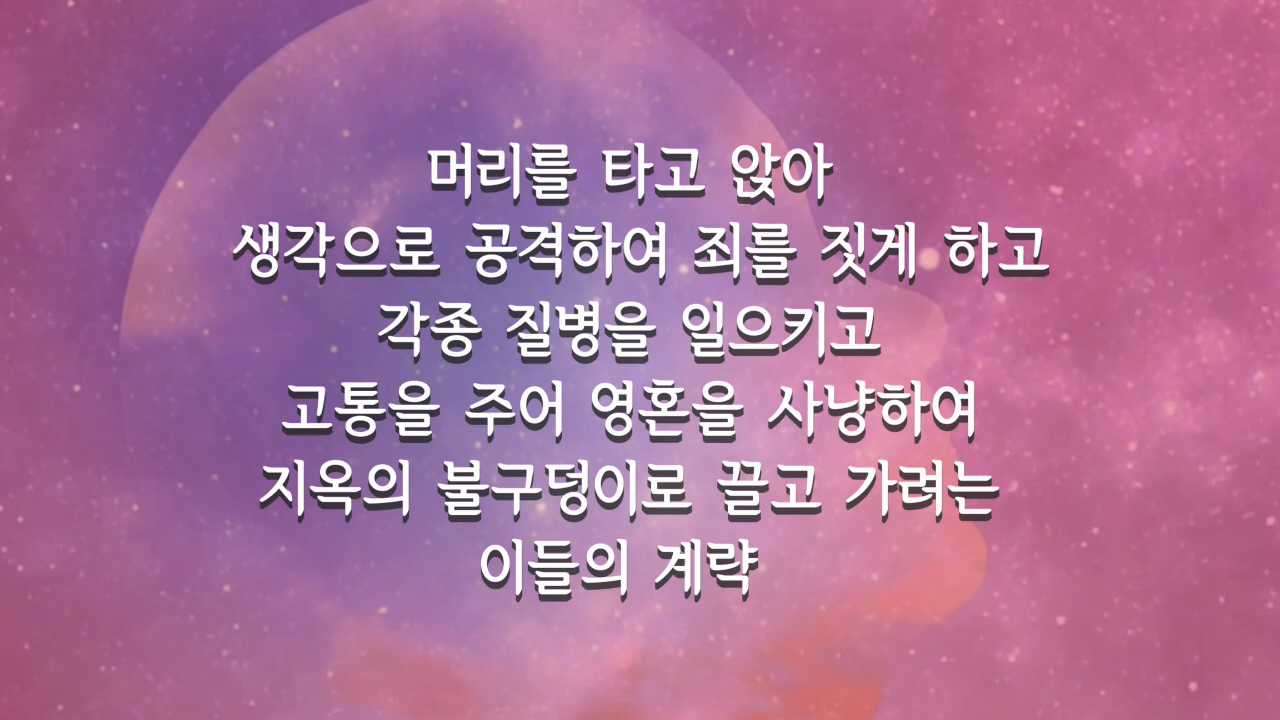 머리를 타고 앉아
생각으로 공격하여 죄를 짓게 하고
각종 질병을 일으키고
고통을 주어 영혼을 사냥하여
지옥의 불구덩이로 끌고 가려는
이들의 계략